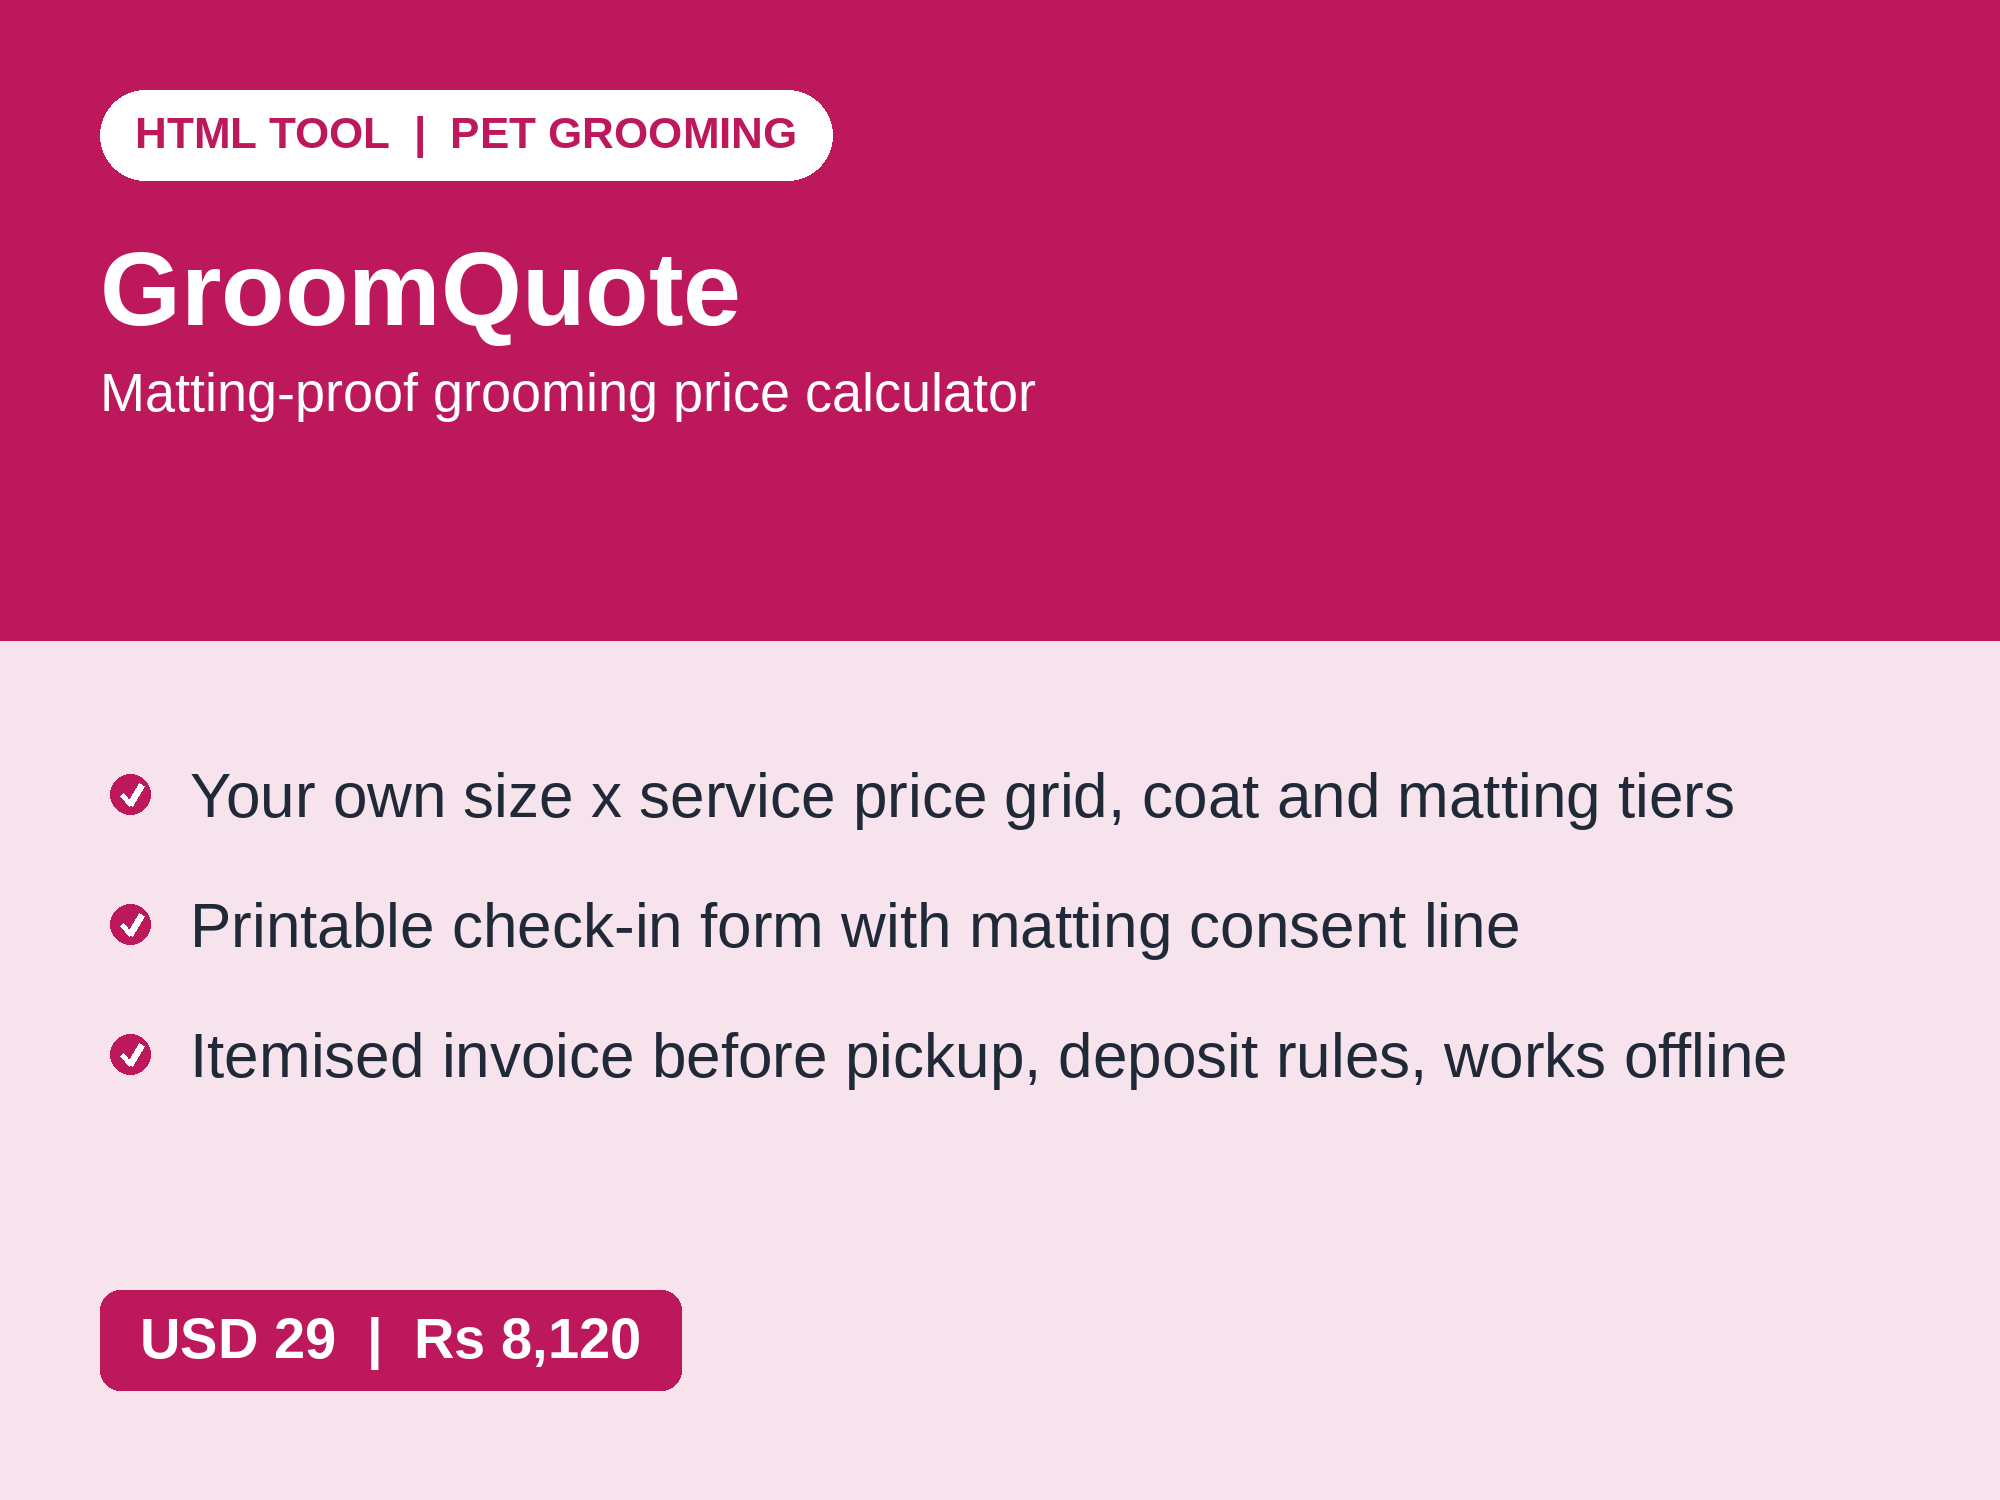 HTML TOOL | PET GROOMING
GroomQuote
Matting-proof grooming price calculator
Your own size x service price grid, coat and matting tiers
Printable check-in form with matting consent line
Itemised invoice before pickup, deposit rules, works offline
USD 29 | Rs 8,120